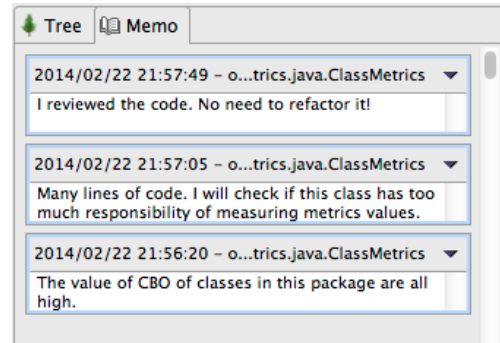 Tree Memo
2014/02/22 21:57:49 – o...trics.java.ClassMetrics
I reviewed the code. No need to refactor it!
2014/02/22 21:57:05 – o...trics.java.ClassMetrics
Many lines of code. I will check if this class has too
much responsibility of measuring metrics values.
2014/02/22 21:56:20 – o...trics.java.ClassMetrics
The value of CBO of classes in this package are all
high.